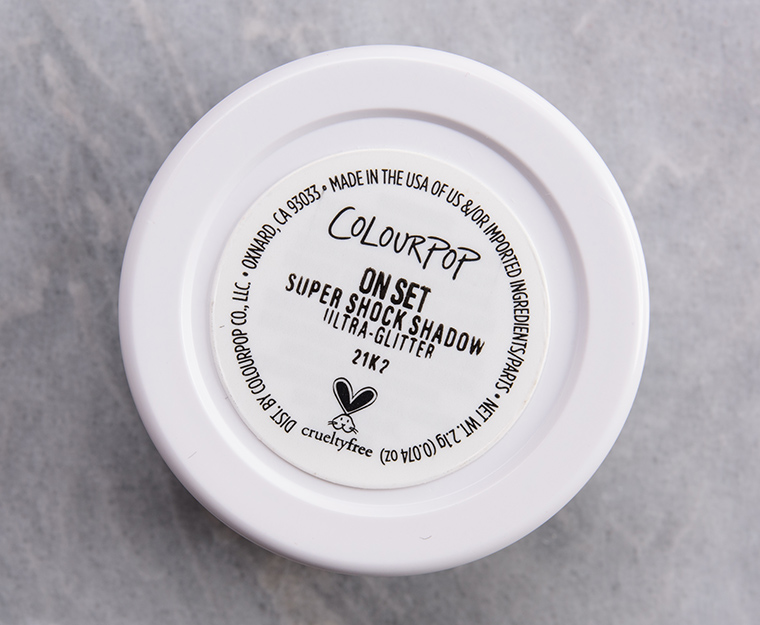 DIST. BY COLOURPOP CO., LLC. • OXNARD, CA 93033 • MADE IN THE USA OF US &/OR IMPORTED INGREDIENTS/PARTS • NET WT. 2.1g (0.074 oz)
COLOURPOP
ON SET
SUPER SHOCK SHADOW
ULTRA-GLITTER
21K2
crueltyfree